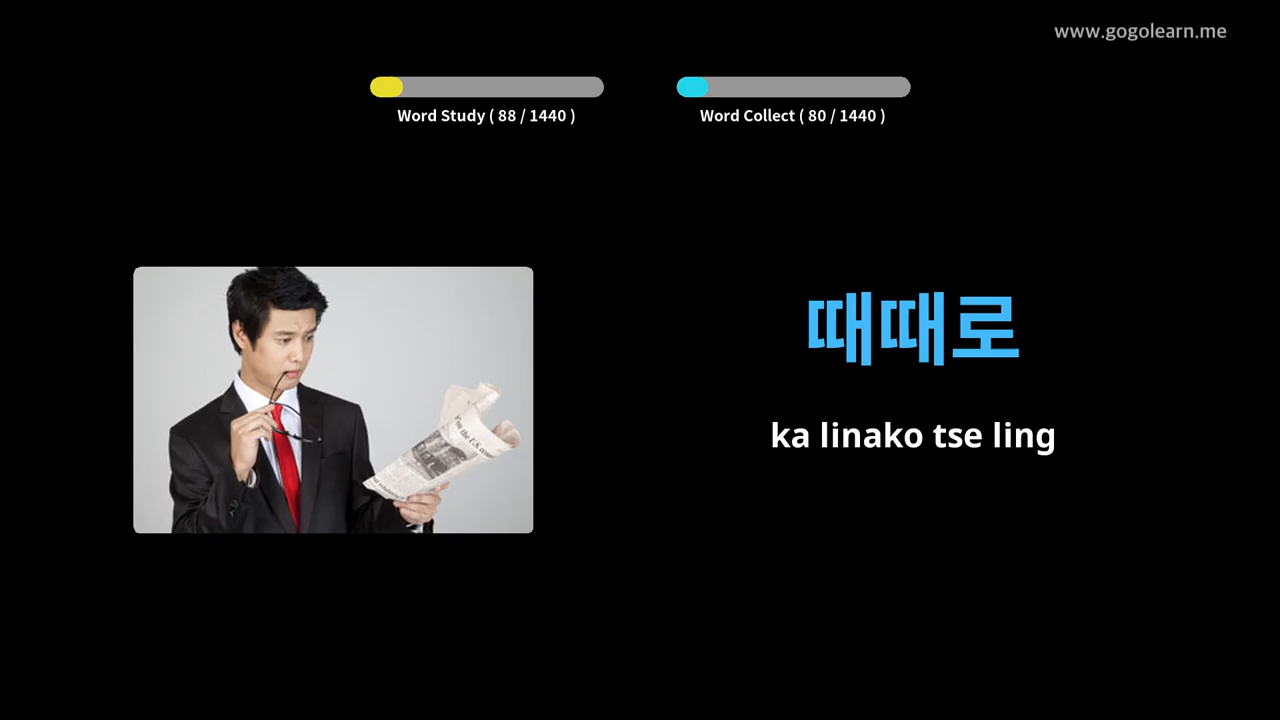 www.gogolearn.me
Word Study ( 88 / 1440 )
Word Collect ( 80 / 1440 )
때때로
ka linako tse ling